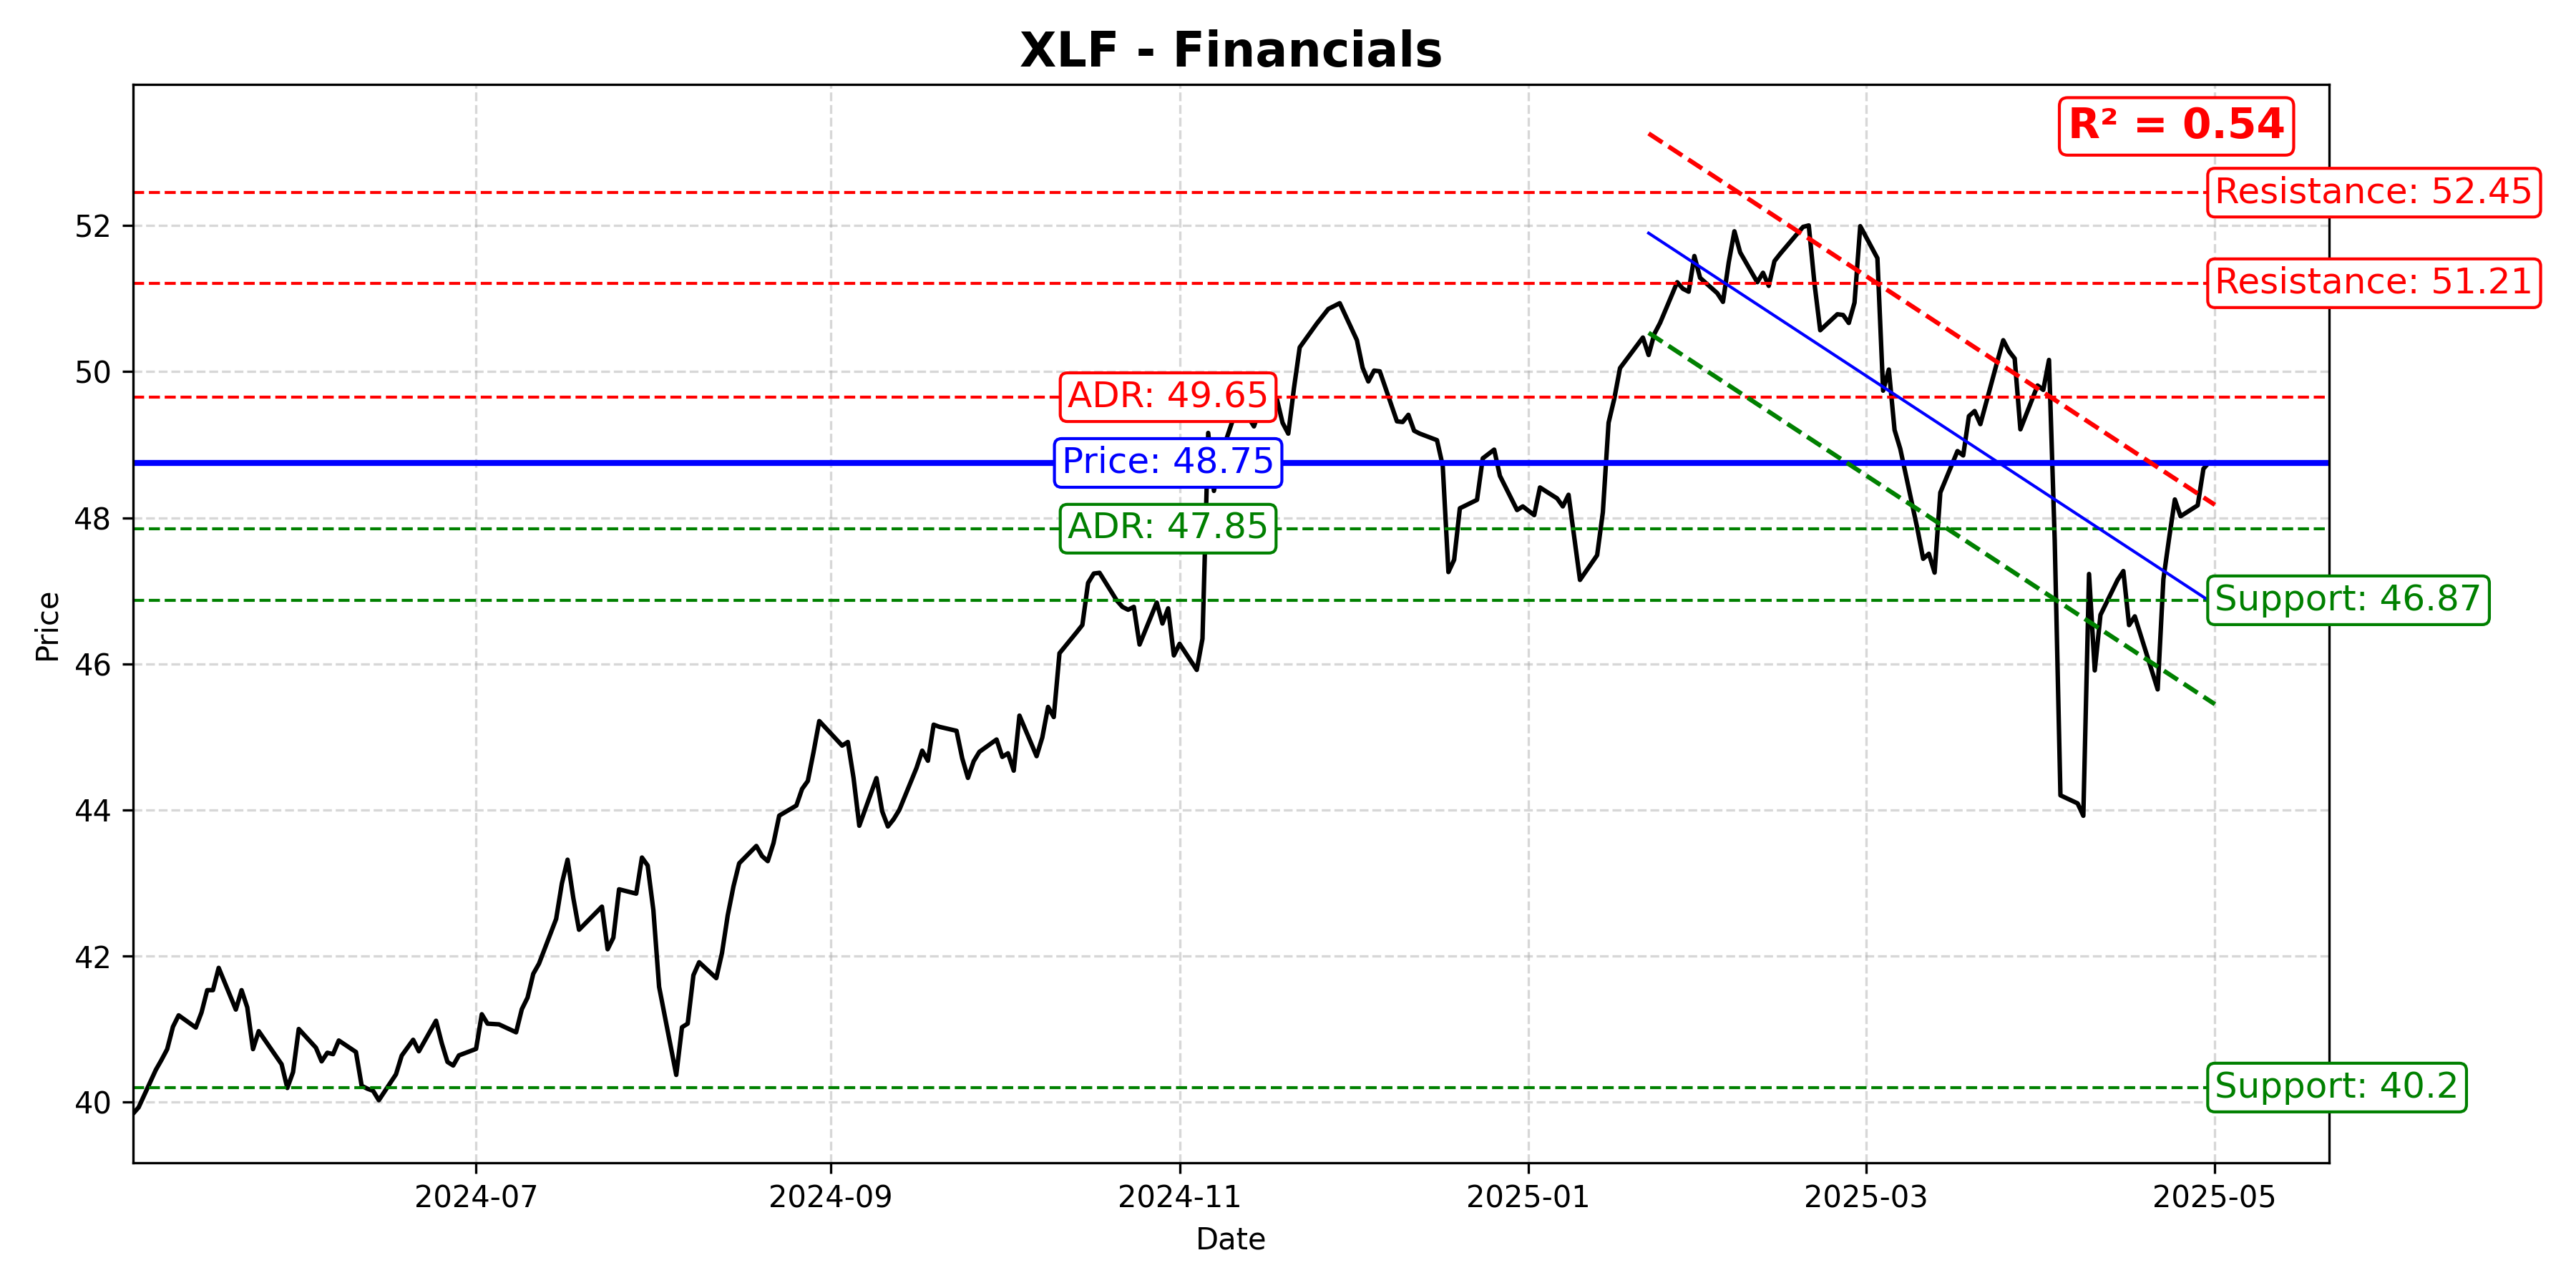 XLF - Financials
R² = 0.54
Resistance: 52.45
52
Resistance: 51.21
50
ADR: 49.65
Price: 48.75
48
ADR: 47.85
Support: 46.87
Price
46
44
42
Support: 40.2
40
2024-07 2024-09 2024-11 2025-01 2025-03 2025-05
Date